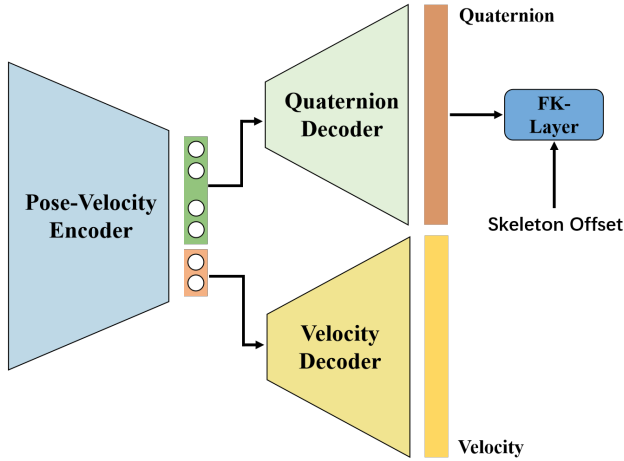 Quaternion
Quaternion
Decoder
FK-
Layer
Pose-Velocity
Encoder
Skeleton Offset
Velocity
Decoder
Velocity